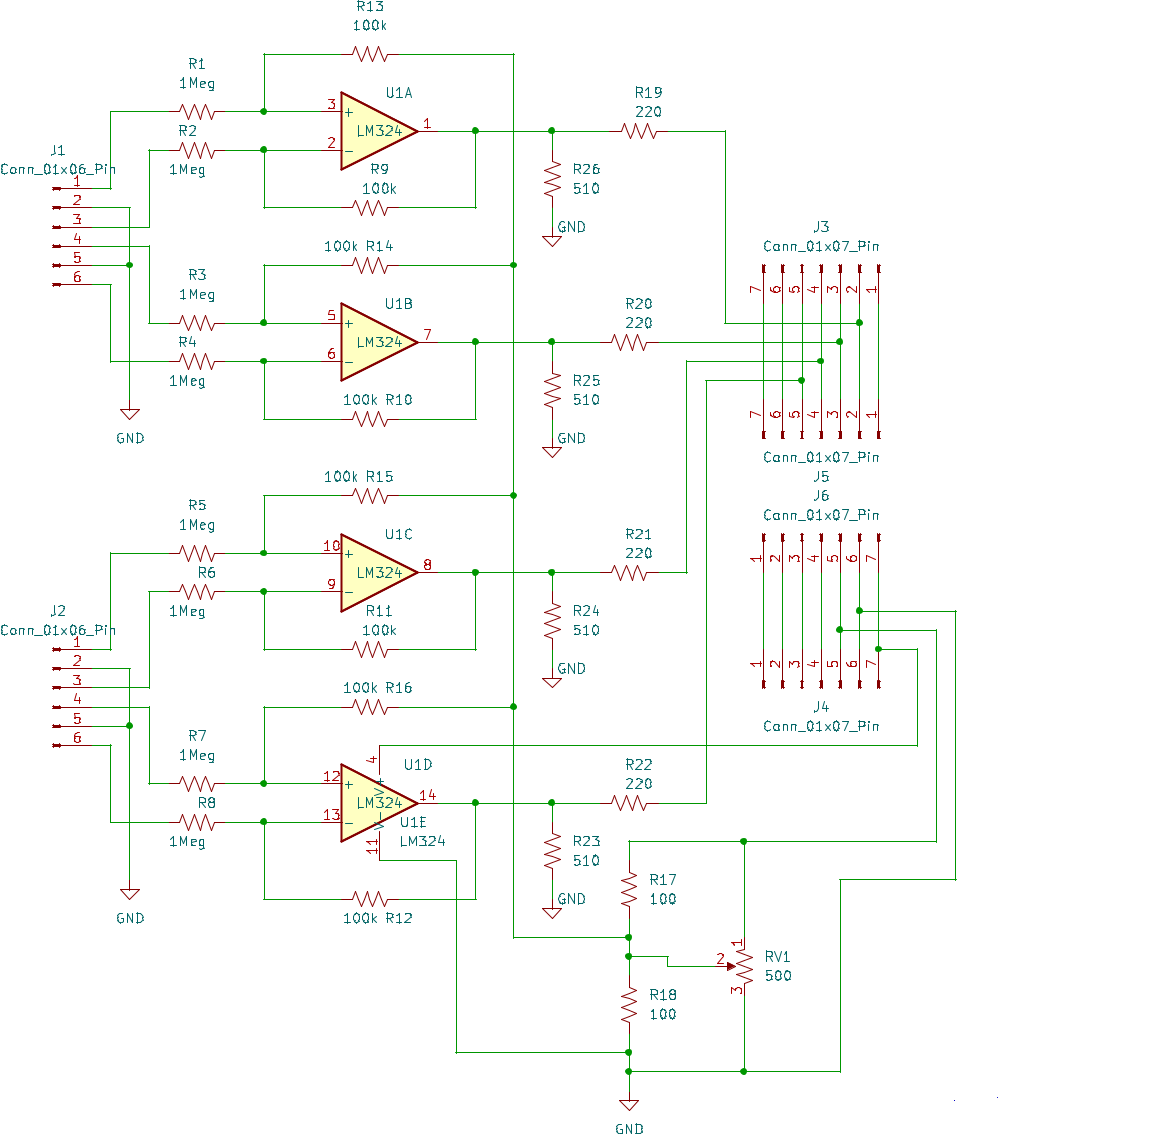 R13
100k
R1
1Meg
U1A
3
+
LM324
1
2
−
R19
220
R2
1Meg
R9
100k
R26
510
GND
J1
Conn_01x06_Pin
1
2
3
4
5
6
100k R14
R3
1Meg
U1B
5
+
LM324
7
6
−
R20
220
R4
1Meg
100k R10
R25
510
GND
GND
J3
Conn_01x07_Pin
7 6 5 4 3 2 1
7 6 5 4 3 2 1
Conn_01x07_Pin
J5
J6
Conn_01x07_Pin
1 2 3 4 5 6 7
1 2 3 4 5 6 7
J4
Conn_01x07_Pin
100k R15
R5
1Meg
U1C
10
+
LM324
8
9
−
R21
220
R6
1Meg
R11
100k
R24
510
GND
J2
Conn_01x06_Pin
1
2
3
4
5
6
100k R16
R7
1Meg
4
U1D
12
+
V+
LM324
14
13
−
V−
U1E
LM324
11
R22
220
R8
1Meg
100k R12
R23
510
GND
GND
R17
100
1
2
3
RV1
500
R18
100
GND